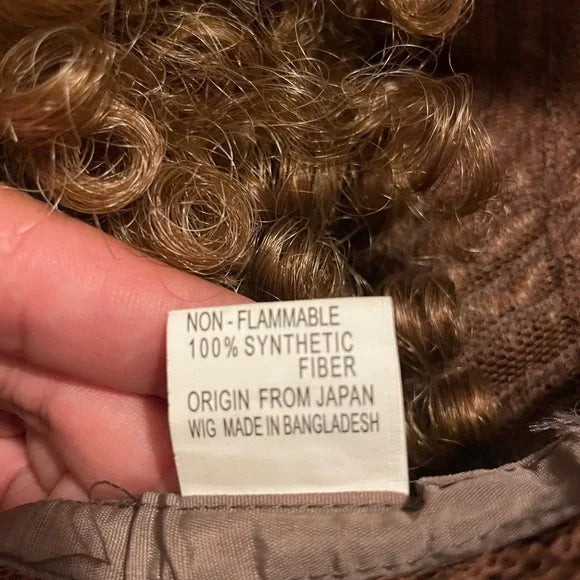 NON - FLAMMABLE
100% SYNTHETIC
FIBER
ORIGIN FROM JAPAN
WIG MADE IN BANGLADESH